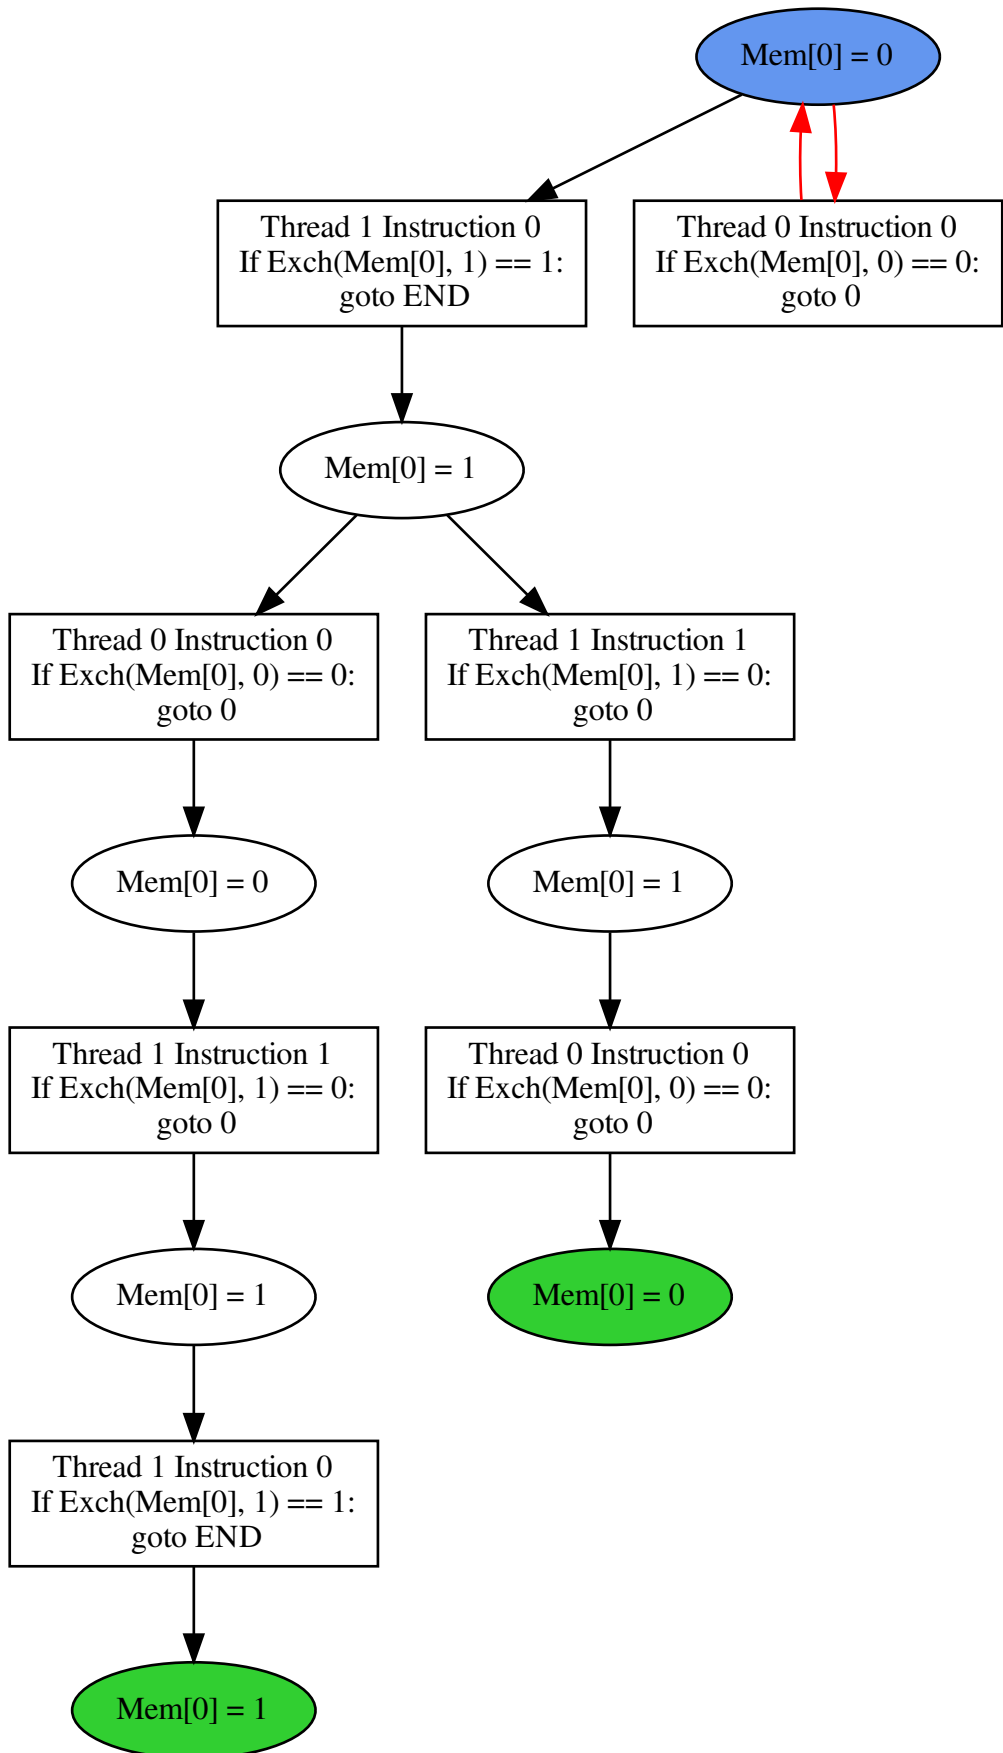 Mem[0] = 0
Thread 1 Instruction 0
If Exch(Mem[0], 1) == 1:
goto END
Thread 0 Instruction 0
If Exch(Mem[0], 0) == 0:
goto 0
Mem[0] = 1
Thread 0 Instruction 0
If Exch(Mem[0], 0) == 0:
goto 0
Thread 1 Instruction 1
If Exch(Mem[0], 1) == 0:
goto 0
Mem[0] = 0
Mem[0] = 1
Thread 1 Instruction 1
If Exch(Mem[0], 1) == 0:
goto 0
Thread 0 Instruction 0
If Exch(Mem[0], 0) == 0:
goto 0
Mem[0] = 1
Mem[0] = 0
Thread 1 Instruction 0
If Exch(Mem[0], 1) == 1:
goto END
Mem[0] = 1